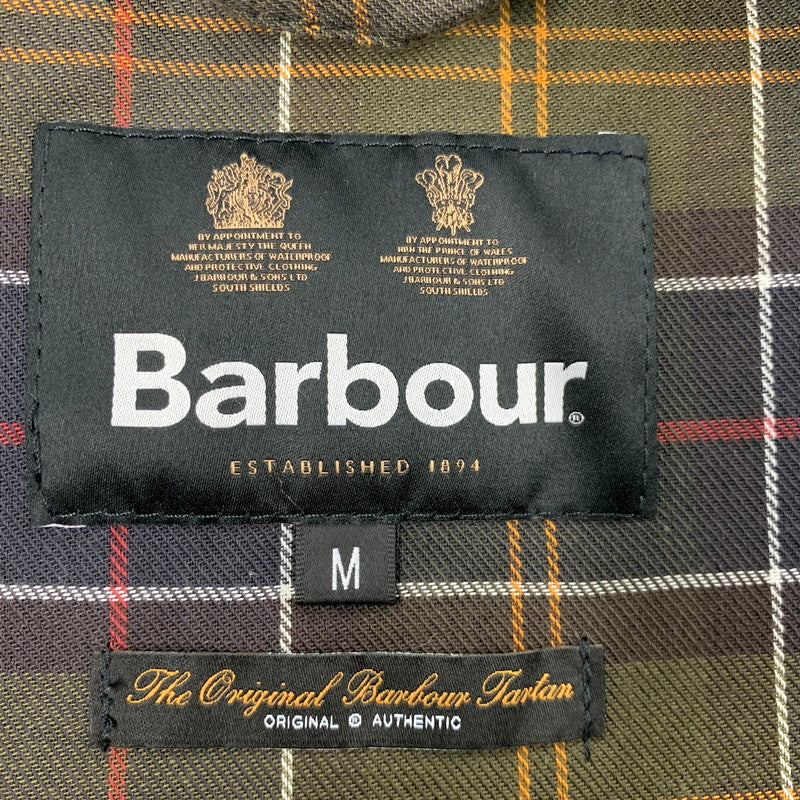 BY APPOINTMENT TO
HER MAJESTY THE QUEEN
MANUFACTURERS OF WATERPROOF
AND PROTECTIVE CLOTHING
J BARBOUR & SONS LTD
SOUTH SHIELDS
BY APPOINTMENT TO
HRH THE PRINCE OF WALES
MANUFACTURERS OF WATERPROOF
AND PROTECTIVE CLOTHING
J BARBOUR & SONS LTD
SOUTH SHIELDS
Barbour®
ESTABLISHED 1894
M
The Original Barbour Tartan
ORIGINAL ® AUTHENTIC